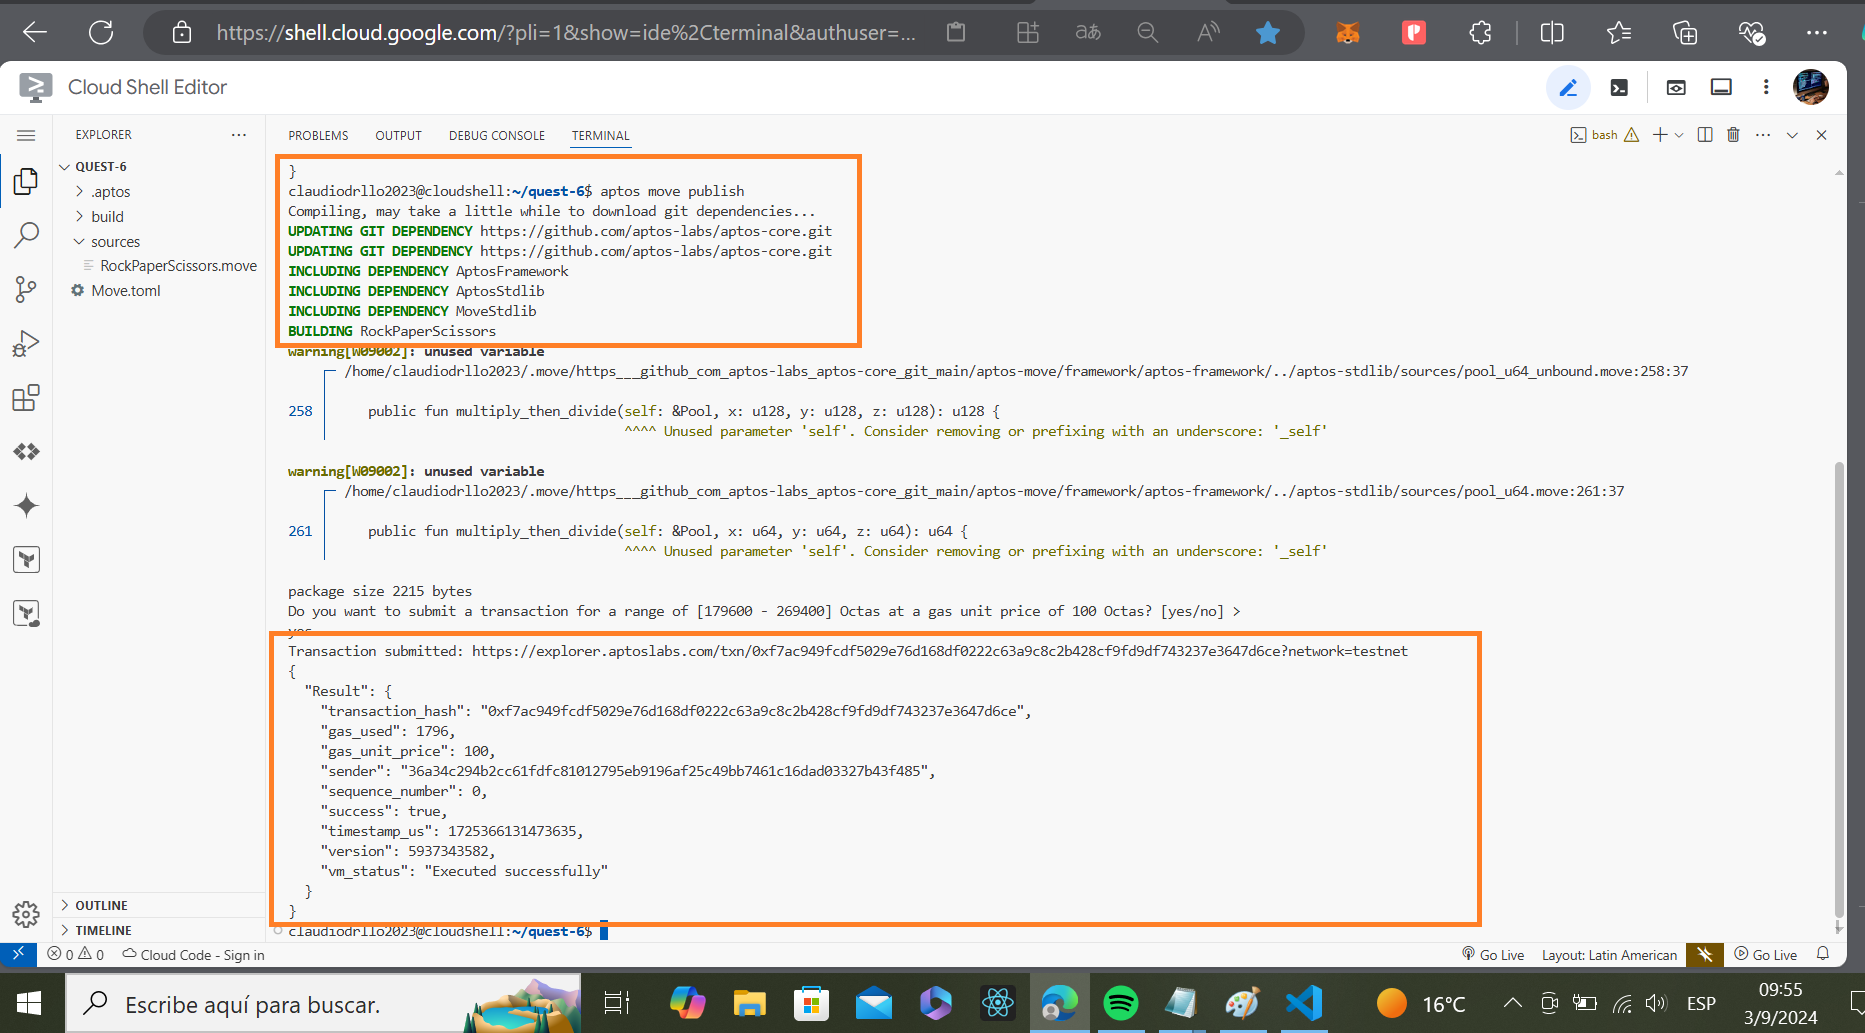 https://shell.cloud.google.com/?pli=1&show=ide%2Cterminal&authuser=...
Cloud Shell Editor
EXPLORER
PROBLEMS OUTPUT DEBUG CONSOLE TERMINAL
bash
QUEST-6
.aptos
build
sources
RockPaperScissors.move
Move.toml
}
claudiodrllo2023@cloudshell:~/quest-6$ aptos move publish
Compiling, may take a little while to download git dependencies...
UPDATING GIT DEPENDENCY https://github.com/aptos-labs/aptos-core.git
UPDATING GIT DEPENDENCY https://github.com/aptos-labs/aptos-core.git
INCLUDING DEPENDENCY AptosFramework
INCLUDING DEPENDENCY AptosStdlib
INCLUDING DEPENDENCY MoveStdlib
BUILDING RockPaperScissors
warning[W09002]: unused variable
/home/claudiodrllo2023/.move/https___github_com_aptos-labs_aptos-core_git_main/aptos-move/framework/aptos-framework/../aptos-stdlib/sources/pool_u64_unbound.move:258:37
258 public fun multiply_then_divide(self: &Pool, x: u128, y: u128, z: u128): u128 {
^^^^ Unused parameter 'self'. Consider removing or prefixing with an underscore: '_self'
warning[W09002]: unused variable
/home/claudiodrllo2023/.move/https___github_com_aptos-labs_aptos-core_git_main/aptos-move/framework/aptos-framework/../aptos-stdlib/sources/pool_u64.move:261:37
261 public fun multiply_then_divide(self: &Pool, x: u64, y: u64, z: u64): u64 {
^^^^ Unused parameter 'self'. Consider removing or prefixing with an underscore: '_self'
package size 2215 bytes
Do you want to submit a transaction for a range of [179600 - 269400] Octas at a gas unit price of 100 Octas? [yes/no] >
yes
Transaction submitted: https://explorer.aptoslabs.com/txn/0xf7ac949fcdf5029e76d168df0222c63a9c8c2b428cf9fd9df743237e3647d6ce?network=testnet
{
"Result": {
"transaction_hash": "0xf7ac949fcdf5029e76d168df0222c63a9c8c2b428cf9fd9df743237e3647d6ce",
"gas_used": 1796,
"gas_unit_price": 100,
"sender": "36a34c294b2cc61fdfc81012795eb9196af25c49bb7461c16dad03327b43f485",
"sequence_number": 0,
"success": true,
"timestamp_us": 1725366131473635,
"version": 5937343582,
"vm_status": "Executed successfully"
}
}
claudiodrllo2023@cloudshell:~/quest-6$
OUTLINE
TIMELINE
0 0 Cloud Code - Sign in
Go Live Layout: Latin American Go Live
Escribe aquí para buscar.
16°C
ESP
09:55
3/9/2024